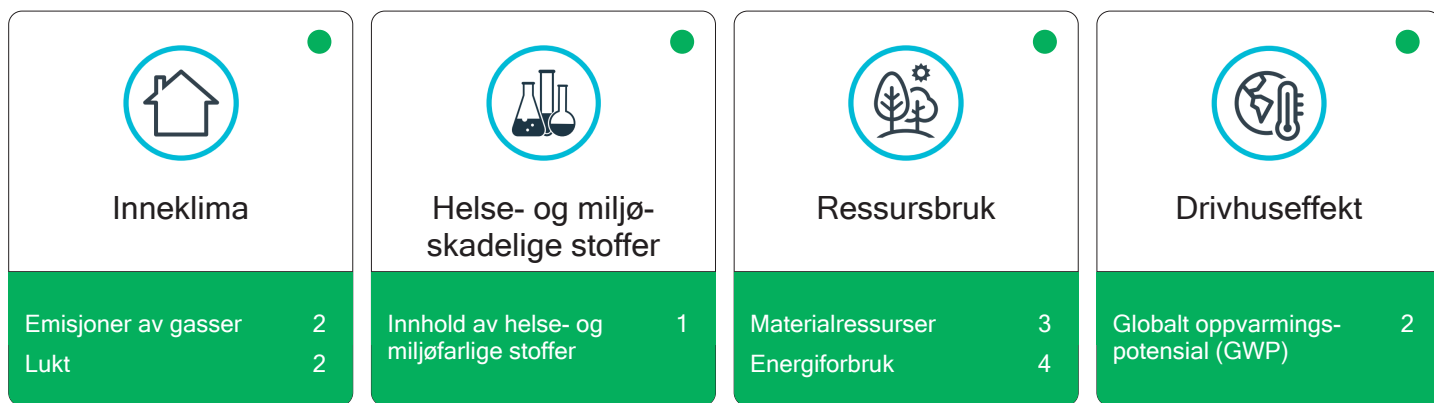 Inneklima
Emisjoner av gasser 2
Lukt 2
Helse- og miljø-
skadelige stoffer
Innhold av helse- og 1
miljøfarlige stoffer
Ressursbruk
Materialressurser 3
Energiforbruk 4
Drivhuseffekt
Globalt oppvarmings- 2
potensial (GWP)